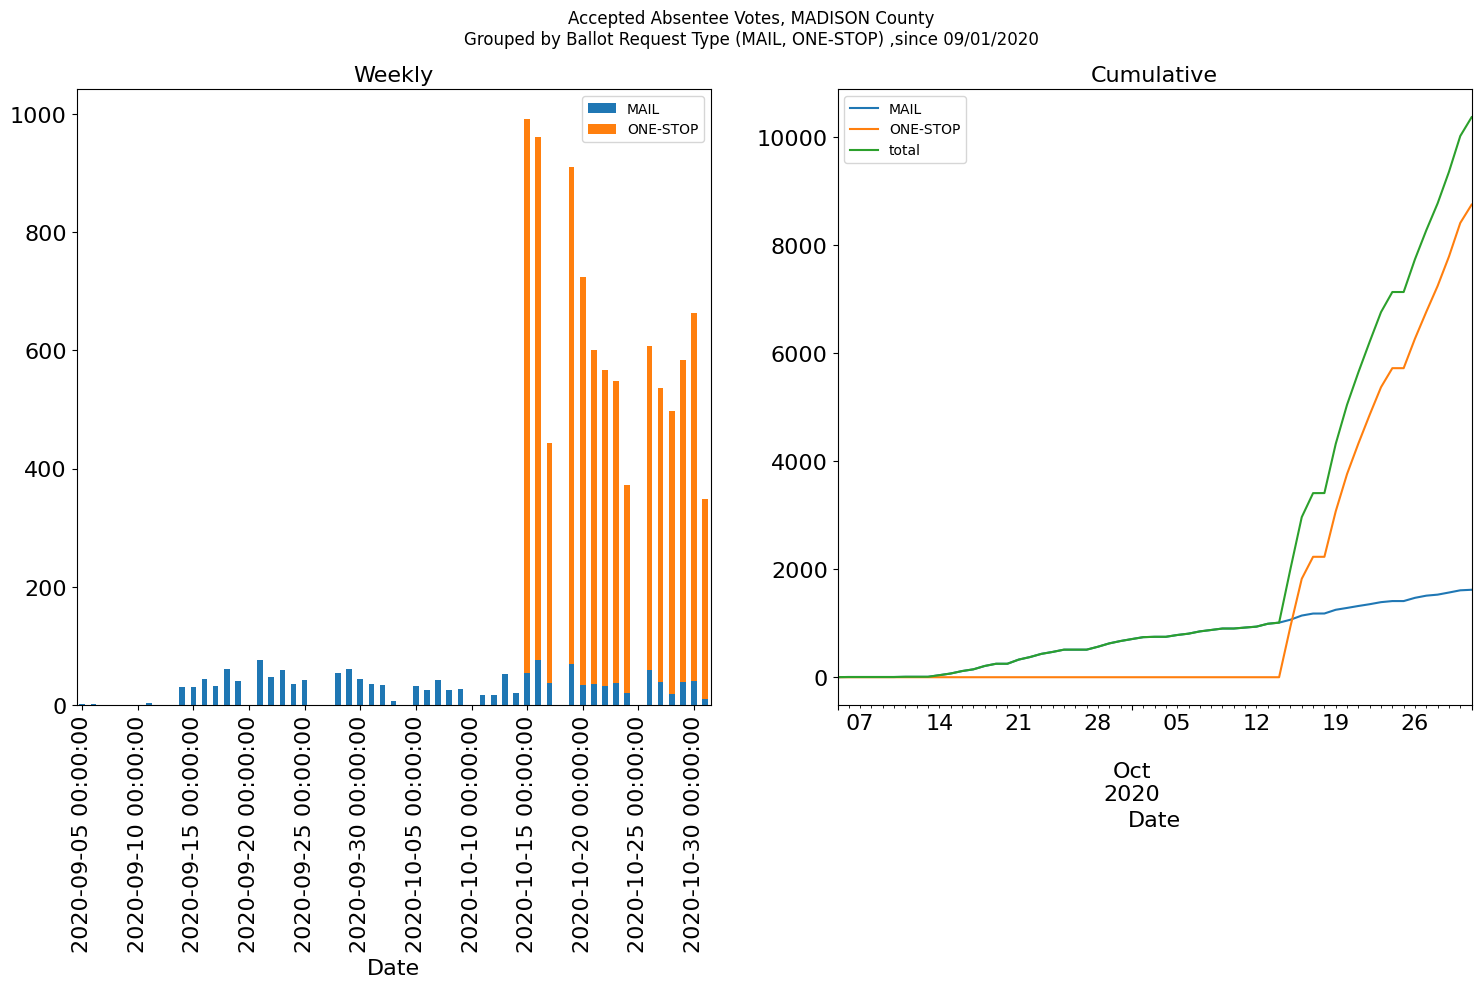 Accepted Absentee Votes, MADISON County
Grouped by Ballot Request Type (MAIL, ONE-STOP) ,since 09/01/2020
Weekly
MAIL
ONE-STOP
1000
800
600
400
200
0
2020-09-05 00:00:00
2020-09-10 00:00:00
2020-09-15 00:00:00
2020-09-20 00:00:00
2020-09-25 00:00:00
2020-09-30 00:00:00
2020-10-05 00:00:00
2020-10-10 00:00:00
2020-10-15 00:00:00
2020-10-20 00:00:00
2020-10-25 00:00:00
2020-10-30 00:00:00
Date
Cumulative
MAIL
ONE-STOP
total
10000
8000
6000
4000
2000
0
07 14 21 28 05 12 19 26
Oct
2020
Date